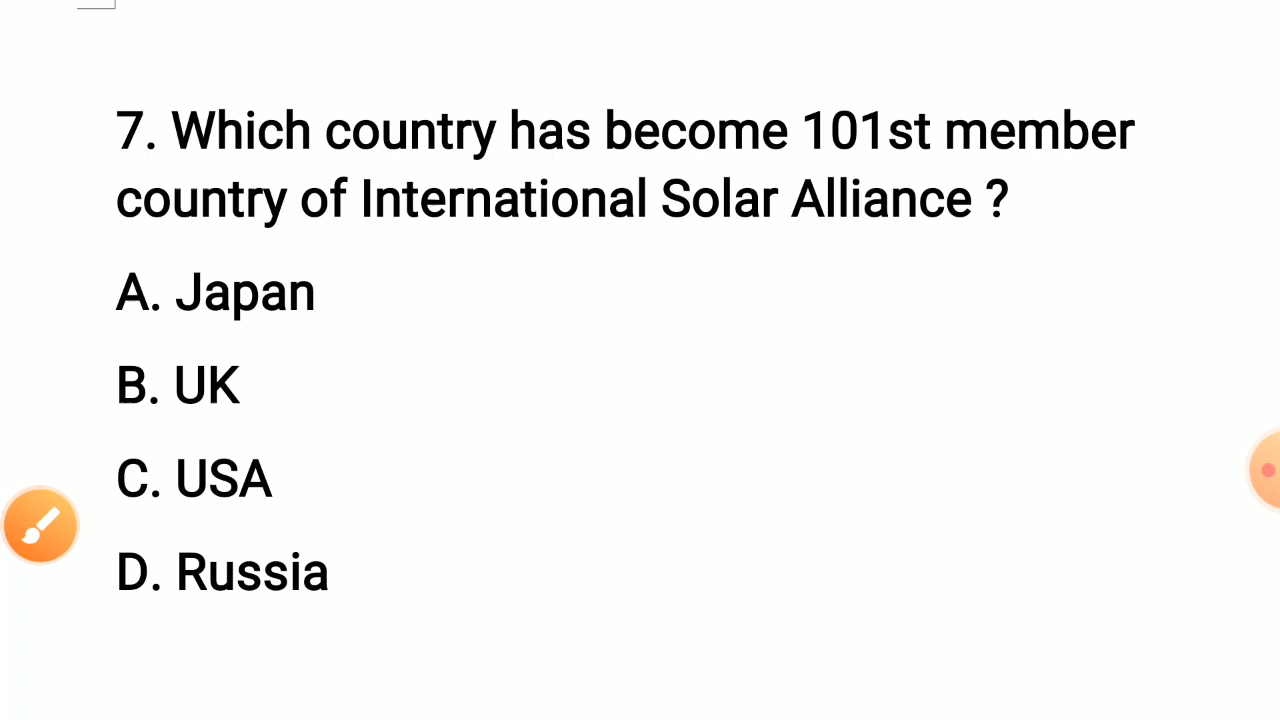 7. Which country has become 101st member
country of International Solar Alliance ?
A. Japan
B. UK
C. USA
D. Russia